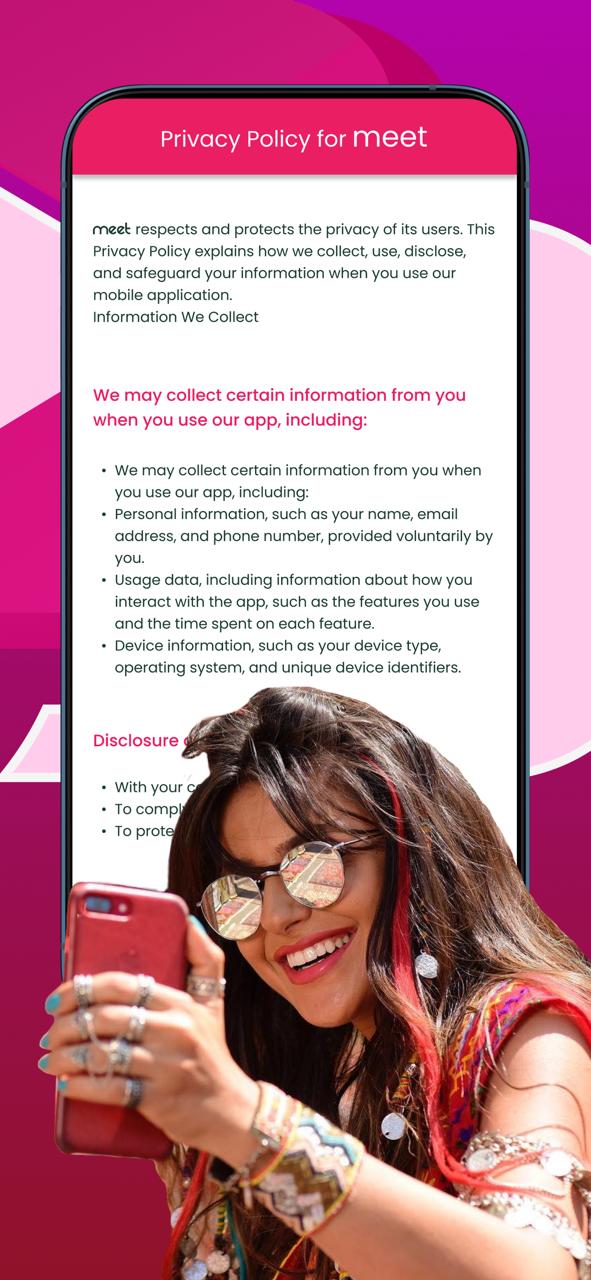 Privacy Policy for meet
meet respects and protects the privacy of its users. This
Privacy Policy explains how we collect, use, disclose,
and safeguard your information when you use our
mobile application.
Information We Collect
We may collect certain information from you
when you use our app, including:
• We may collect certain information from you when
you use our app, including:
• Personal information, such as your name, email
address, and phone number, provided voluntarily by
you.
• Usage data, including information about how you
interact with the app, such as the features you use
and the time spent on each feature.
• Device information, such as your device type,
operating system, and unique device identifiers.
Disclosure
• With your
• To
• To